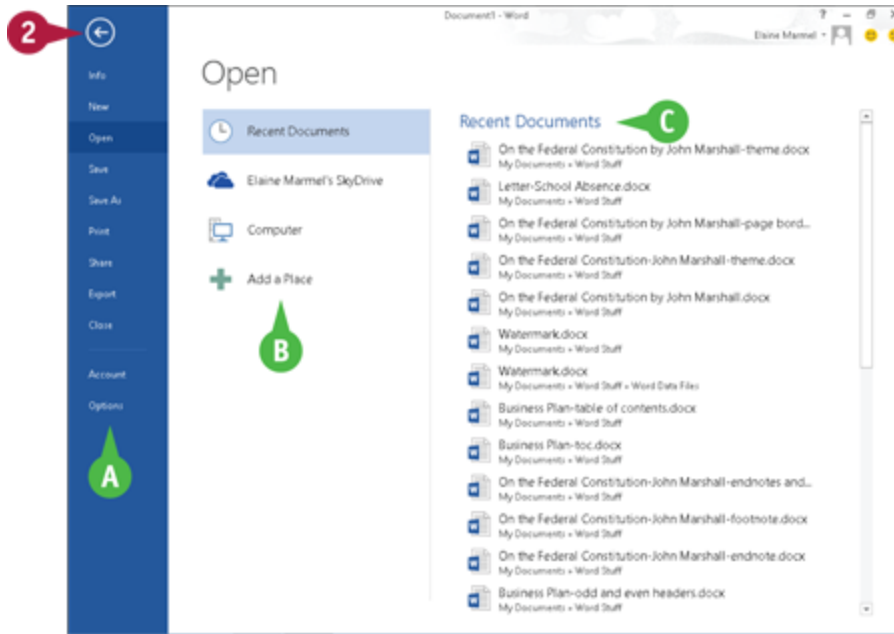 Document1 - Word
?
Elaine Marmel
2
Info
New
Open
Save
Save As
Print
Share
Export
Close
Account
Options
A
Open
Recent Documents
Elaine Marmel's SkyDrive
Computer
Add a Place
B
Recent Documents
C
On the Federal Constitution by John Marshall-theme.docx
My Documents » Word Stuff
Letter-School Absence.docx
My Documents » Word Stuff
On the Federal Constitution by John Marshall-page bord...
My Documents » Word Stuff
On the Federal Constitution-John Marshall-theme.docx
My Documents » Word Stuff
On the Federal Constitution by John Marshall.docx
My Documents » Word Stuff
Watermark.docx
My Documents » Word Stuff
Watermark.docx
My Documents » Word Stuff » Word Data Files
Business Plan-table of contents.docx
My Documents » Word Stuff
Business Plan-toc.docx
My Documents » Word Stuff
On the Federal Constitution-John Marshall-endnotes and...
My Documents » Word Stuff
On the Federal Constitution-John Marshall-footnote.docx
My Documents » Word Stuff
On the Federal Constitution-John Marshall-endnote.docx
My Documents » Word Stuff
Business Plan-odd and even headers.docx
My Documents » Word Stuff